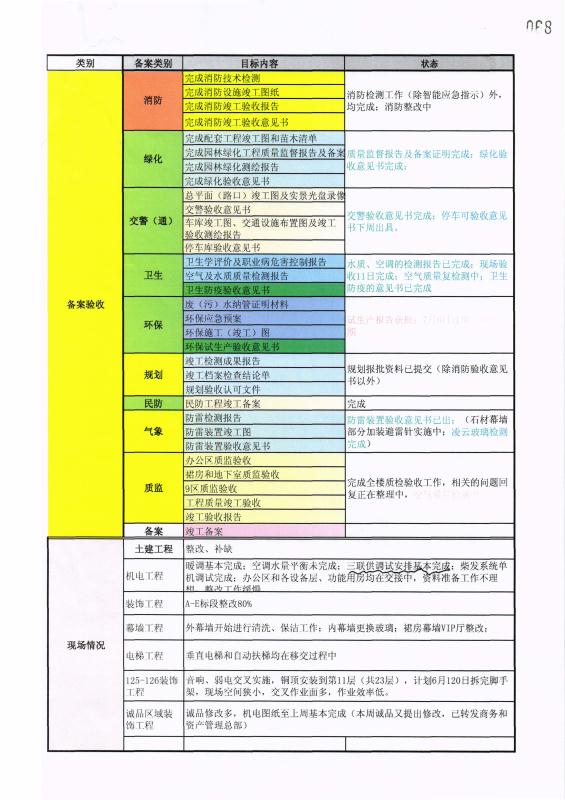 068
类别 备案类别 目标内容 状态
备案验收
消防
完成消防技术检测
完成消防设施竣工图纸
完成消防竣工验收报告
完成消防竣工验收意见书
消防检测工作（除智能应急指示）外，
均完成；消防整改中
绿化
完成配套工程竣工图和苗木清单
完成园林绿化工程质量监督报告及备案
完成园林绿化测绘报告
完成绿化验收意见书
质量监督报告及备案证明完成；绿化验
收意见书完成；
交警（通）
总平面（路口）竣工图及实景光盘录像
交警验收意见书
车库竣工图、交通设施布置图及竣工
验收测绘报告
停车库验收意见书
交警验收意见书完成；停车可验收意见
书下周出具。
卫生
卫生学评价及职业病危害控制报告
空气及水质质量检测报告
卫生防疫验收意见书
水质、空调的检测报告已完成；现场验
收11日完成；空气质量复检中；卫生
防疫的意见书已完成
环保
废（污）水纳管证明材料
环保应急预案
环保施工（竣工）图
环保试生产验收意见书
试生产报告获批；
规划
竣工检测成果报告
竣工档案检查结论单
规划验收认可文件
规划报批资料已提交（除消防验收意见
书以外）
民防 民防工程竣工备案 完成
气象
防雷检测报告
防雷装置竣工图
防雷装置验收意见书
防雷装置验收意见书已出；（石材幕墙
部分加装避雷针实施中；凌云玻璃检测
完成）
质监
办公区质监验收
裙房和地下室质监验收
9区质监验收
工程质量竣工验收
竣工验收报告
完成全楼质检验收工作，相关的问题回
复正在整理中，
备案 竣工备案
现场情况
土建工程 整改、补缺
机电工程
暖调基本完成；空调水量平衡未完成；三联供调试安排基本完成；柴发系统单
机调试完成；办公区和各设备层、功能用房均在交接中，资料准备工作不理
想，整改工作缓慢
装饰工程 A-E标段整改80%
幕墙工程 外幕墙开始进行清洗、保洁工作；内幕墙更换玻璃；裙房幕墙VIP厅整改；
电梯工程 垂直电梯和自动扶梯均在移交过程中
125-126装饰
工程
音响、弱电交叉实施，铜顶安装到第11层（共23层），计划6月120日拆完脚手
架，现场空间狭小，交叉作业面多，作业效率低。
诚品区域装
饰工程
诚品修改多，机电图纸至上周基本完成（本周诚品又提出修改，已转发商务和
资产管理总部）